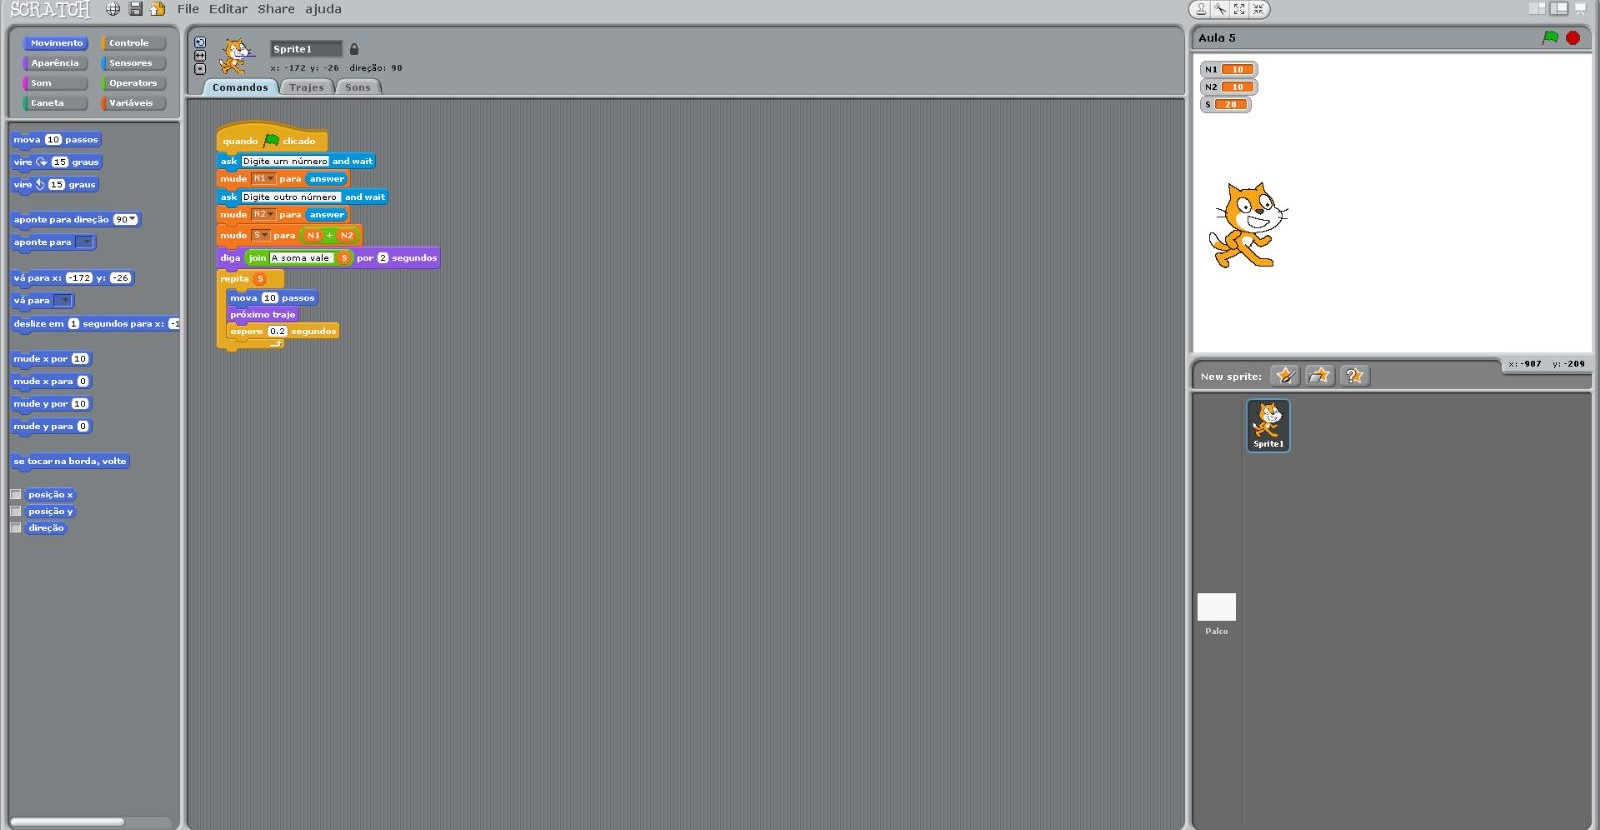 SCRATCH File Editar Share ajuda
Movimento Controle
Aparência Sensores
Som Operators
Caneta Variáveis
mova 10 passos
vire 15 graus
vire 15 graus
aponte para direção 90
aponte para
vá para x: -172 y: -26
vá para
deslize em 1 segundos para x: -1
mude x por 10
mude x para 0
mude y por 10
mude y para 0
se tocar na borda, volte
posição x
posição y
direção
Sprite1
x: -172 y: -26 direção: 90
Comandos Trajes Sons
quando clicado
ask Digite um número and wait
mude N1 para answer
ask Digite outro número and wait
mude N2 para answer
mude S para N1 + N2
diga join A soma vale S por 2 segundos
repita S
mova 10 passos
próximo traje
espere 0.2 segundos
Aula 5
N1 10
N2 10
S 20
x: -907 y: -209
New sprite:
Sprite1
Palco